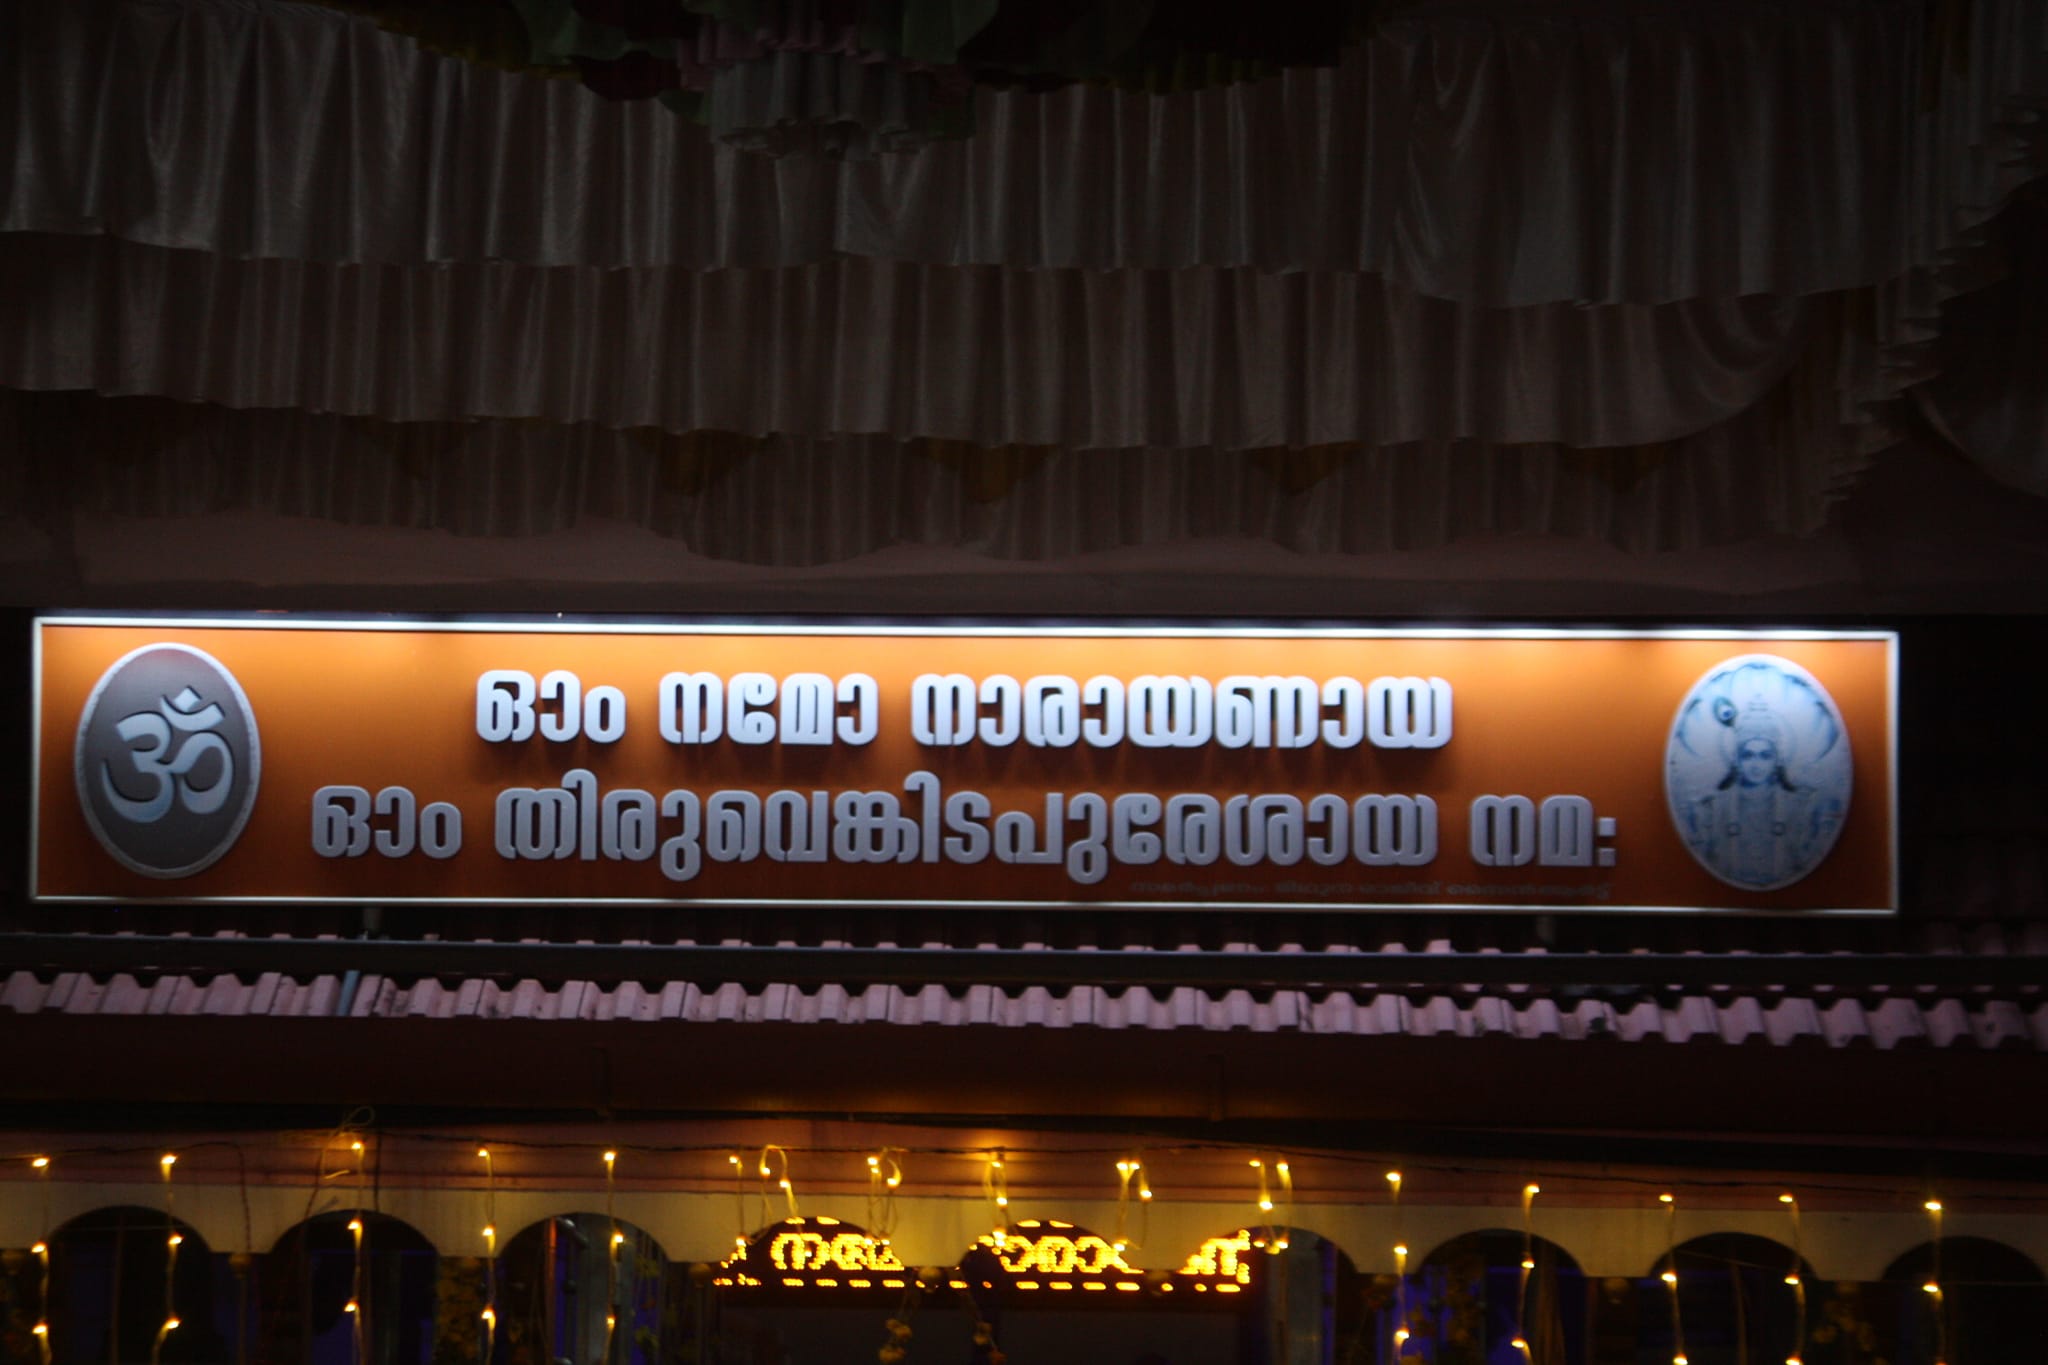 ॐ
ഓം നമോ നാരായണായ
ഓം തിരുവെങ്കിടപുരേശായ നമ: